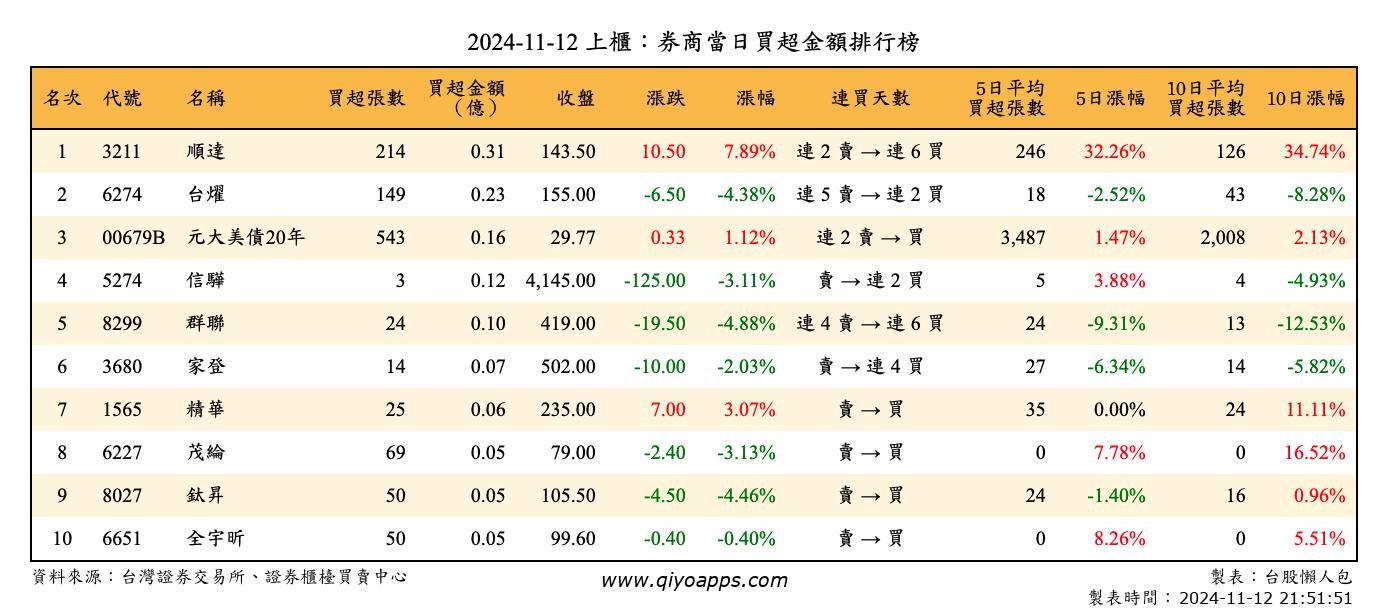 2024-11-12 上櫃：券商當日買超金額排行榜
名次 代號 名稱 買超張數 買超金額（億） 收盤 漲跌 漲幅 連買天數 5日平均買超張數 5日漲幅 10日平均買超張數 10日漲幅
1 3211 順達 214 0.31 143.50 10.50 7.89% 連 2 賣 → 連 6 買 246 32.26% 126 34.74%
2 6274 台燿 149 0.23 155.00 -6.50 -4.38% 連 5 賣 → 連 2 買 18 -2.52% 43 -8.28%
3 00679B 元大美債20年 543 0.16 29.77 0.33 1.12% 連 2 賣 → 買 3,487 1.47% 2,008 2.13%
4 5274 信驊 3 0.12 4,145.00 -125.00 -3.11% 賣 → 連 2 買 5 3.88% 4 -4.93%
5 8299 群聯 24 0.10 419.00 -19.50 -4.88% 連 4 賣 → 連 6 買 24 -9.31% 13 -12.53%
6 3680 家登 14 0.07 502.00 -10.00 -2.03% 賣 → 連 4 買 27 -6.34% 14 -5.82%
7 1565 精華 25 0.06 235.00 7.00 3.07% 賣 → 買 35 0.00% 24 11.11%
8 6227 茂綸 69 0.05 79.00 -2.40 -3.13% 賣 → 買 0 7.78% 0 16.52%
9 8027 鈦昇 50 0.05 105.50 -4.50 -4.46% 賣 → 買 24 -1.40% 16 0.96%
10 6651 全宇昕 50 0.05 99.60 -0.40 -0.40% 賣 → 買 0 8.26% 0 5.51%
資料來源：台灣證券交易所、證券櫃檯買賣中心 www.qiyoapps.com 製表：台股懶人包
製表時間：2024-11-12 21:51:51